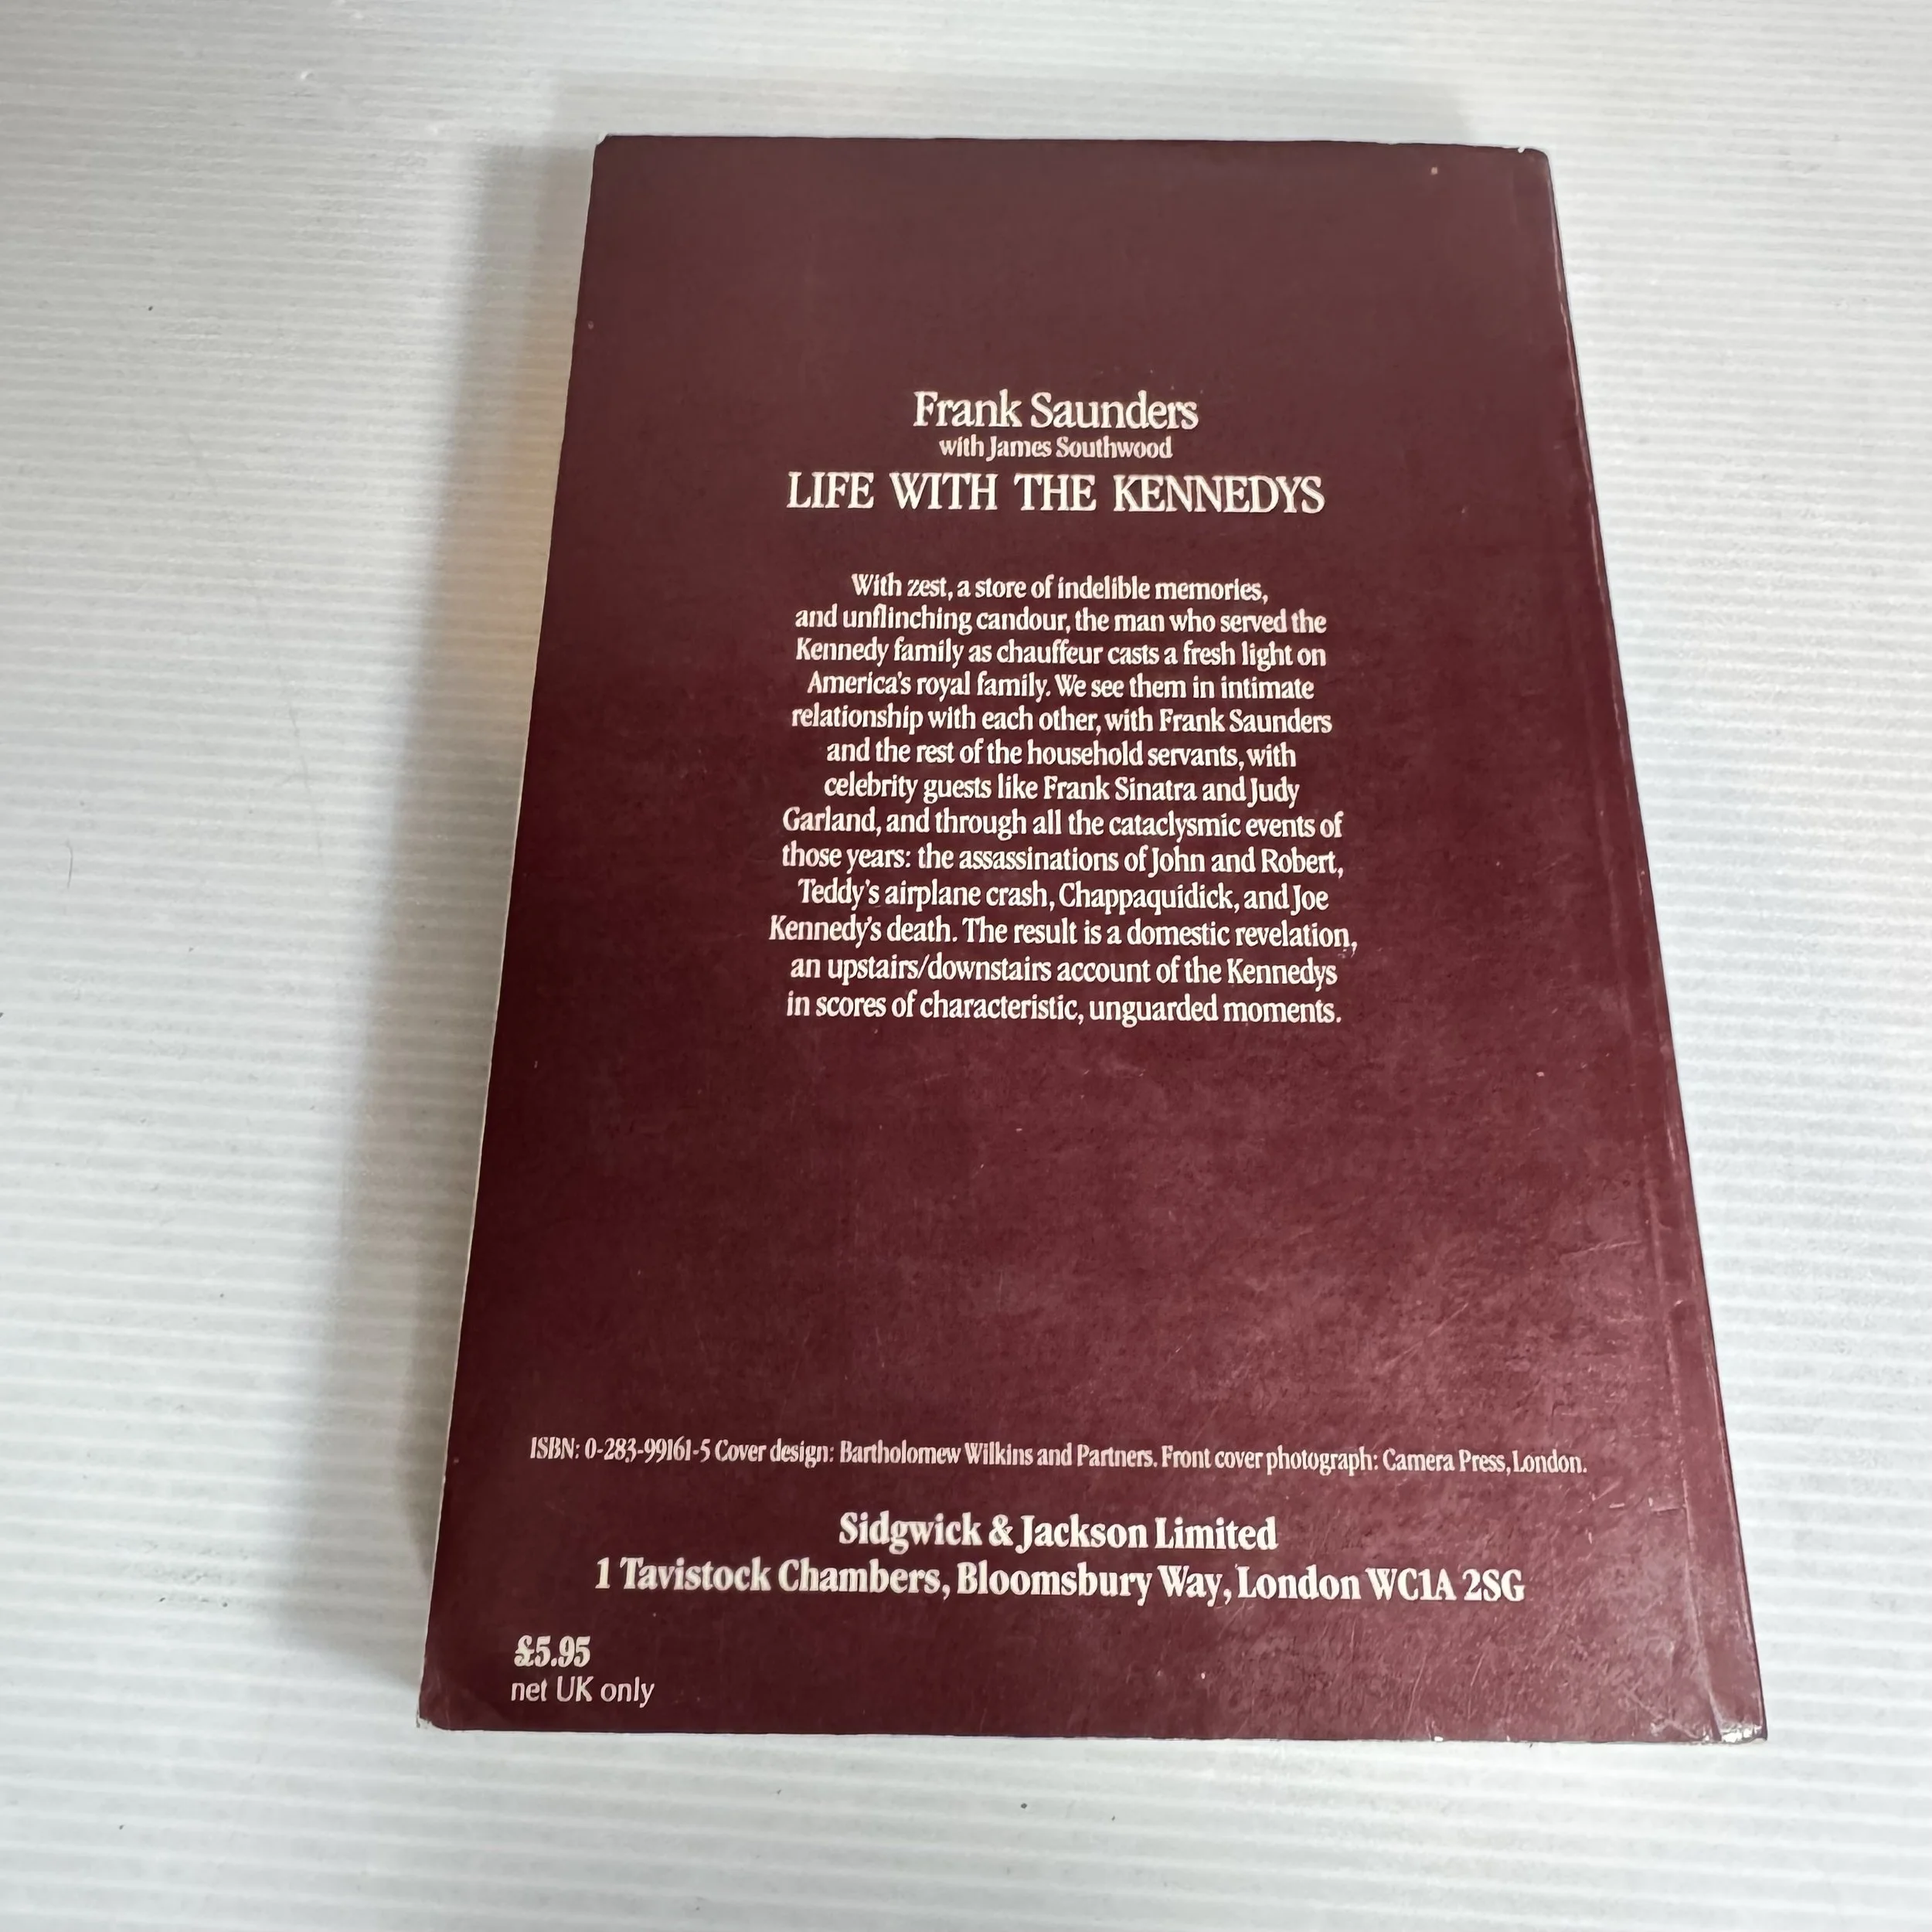 Frank Saunders
with James Southwood
LIFE WITH THE KENNEDYS
With zest, a store of indelible memories,
and unflinching candour, the man who served the
Kennedy family as chauffeur casts a fresh light on
America's royal family. We see them in intimate
relationship with each other, with Frank Saunders
and the rest of the household servants, with
celebrity guests like Frank Sinatra and Judy
Garland, and through all the cataclysmic events of
those years: the assassinations of John and Robert,
Teddy's airplane crash, Chappaquidick, and Joe
Kennedy's death. The result is a domestic revelation,
an upstairs/downstairs account of the Kennedys
in scores of characteristic, unguarded moments.
ISBN: 0-283-99161-5 Cover design: Bartholomew Wilkins and Partners. Front cover photograph: Camera Press, London.
Sidgwick & Jackson Limited
1 Tavistock Chambers, Bloomsbury Way, London WC1A 2SG
£5.95
net UK only